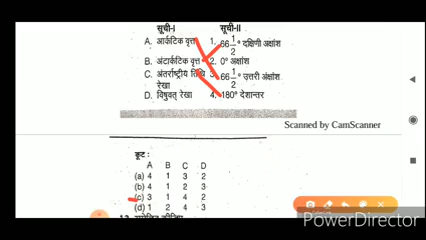 सूची-I सूची-II
A. आर्कटिक वृत्त 1. 66 1/2° दक्षिणी अक्षांश
B. अंटार्कटिक वृत्त 2. 0° अक्षांश
C. अंतर्राष्ट्रीय तिथि रेखा 3. 66 1/2° उत्तरी अक्षांश
D. विषुवत् रेखा 4. 180° देशान्तर
Scanned by CamScanner
कूट :
A B C D
(a) 4 1 3 2
(b) 4 1 2 3
(c) 3 1 4 2
(d) 1 2 4 3
PowerDirector